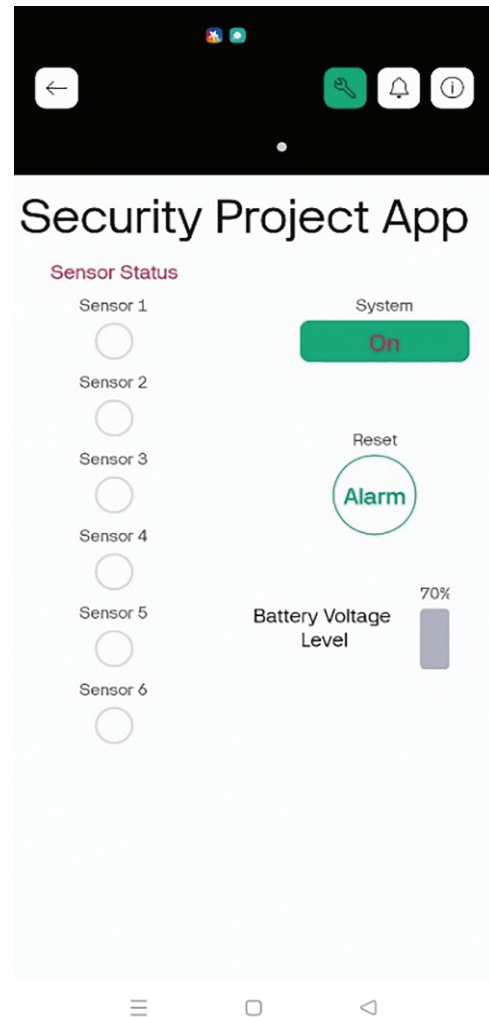 Security Project App
Sensor Status
Sensor 1
Sensor 2
Sensor 3
Sensor 4
Sensor 5
Sensor 6
System
On
Reset
Alarm
70%
Battery Voltage
Level